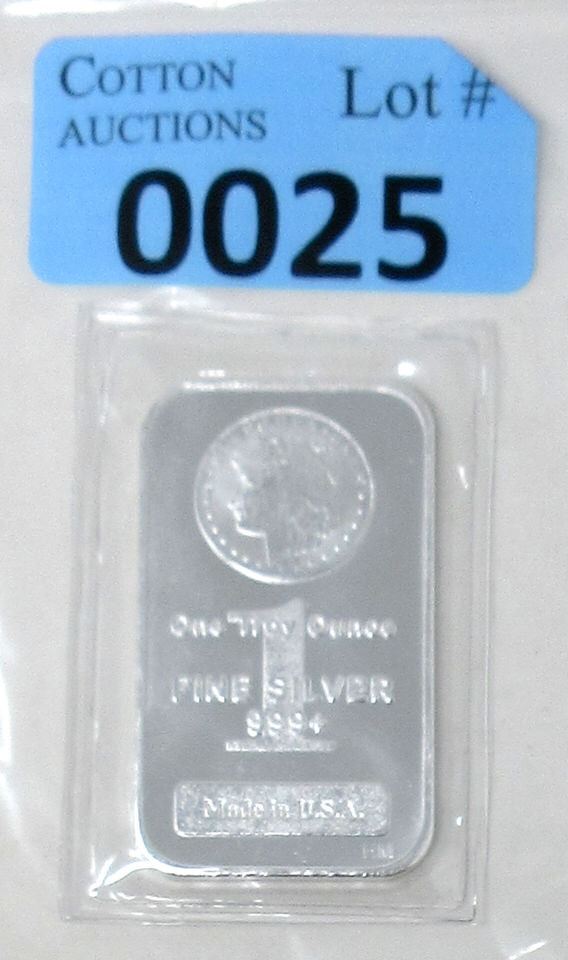 COTTON
AUCTIONS
Lot #
0025
One Troy Ounce
1
FINE SILVER
999+
Made in U.S.A.